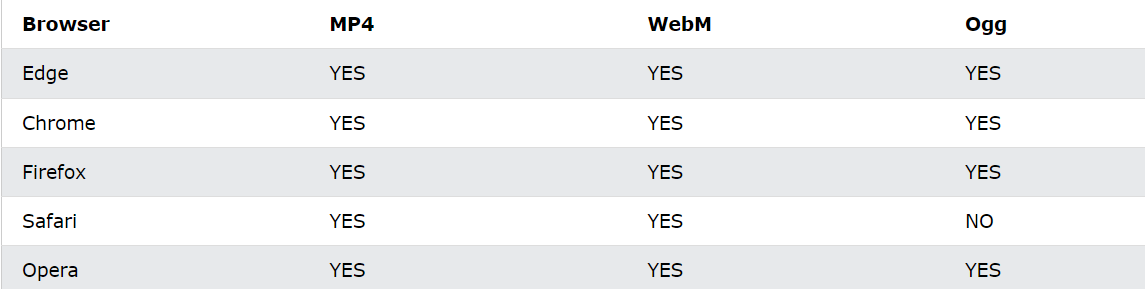 Browser MP4 WebM Ogg
Edge YES YES YES
Chrome YES YES YES
Firefox YES YES YES
Safari YES YES NO
Opera YES YES YES